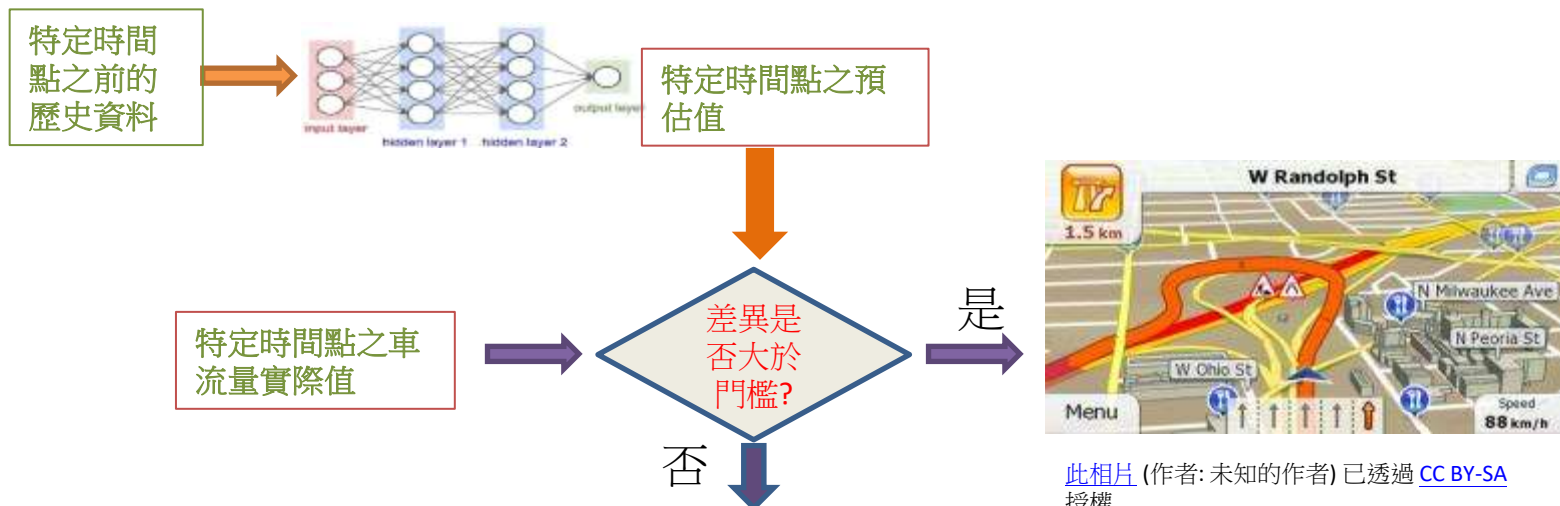 特定時間
點之前的
歷史資料
input layer
hidden layer 1
hidden layer 2
output layer
特定時間點之預
估值
特定時間點之車
流量實際值
差異是
否大於
門檻?
是
否
W Randolph St
1.5 km
N Milwaukee Ave
N Peoria St
W Ohio St
Menu
Speed
88 km/h
此相片 (作者: 未知的作者) 已透過 CC BY-SA
授權